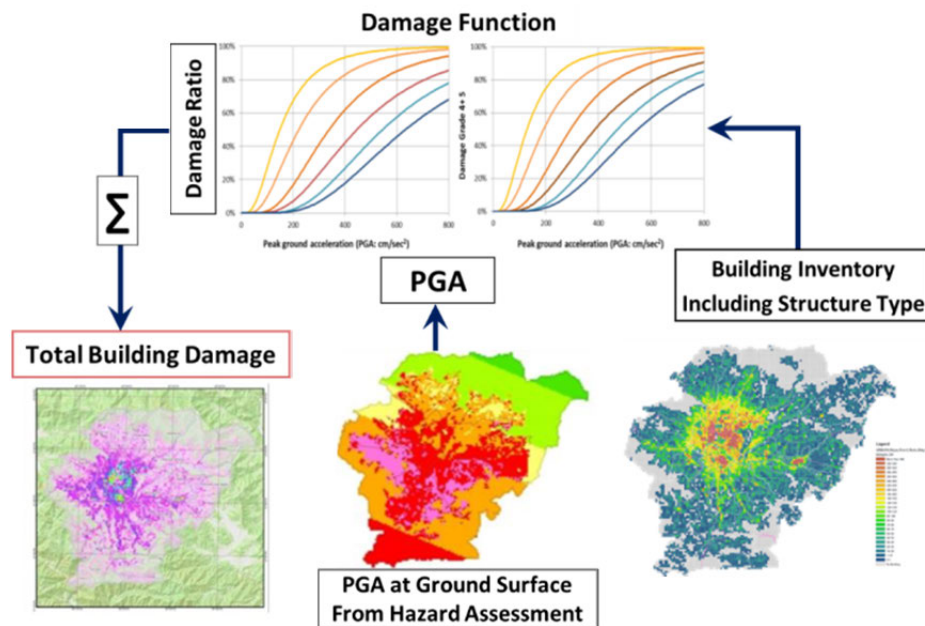 Damage Function
Damage Ratio
100%
80%
60%
40%
20%
0%
0
200
400
600
800
Peak ground acceleration (PGA: cm/sec²)
Damage Grade 4+ 5
100%
80%
60%
40%
20%
0%
0
200
400
600
800
Peak ground acceleration (PGA: cm/sec²)
Σ
PGA
Building Inventory
Including Structure Type
Total Building Damage
PGA at Ground Surface
From Hazard Assessment
Legend